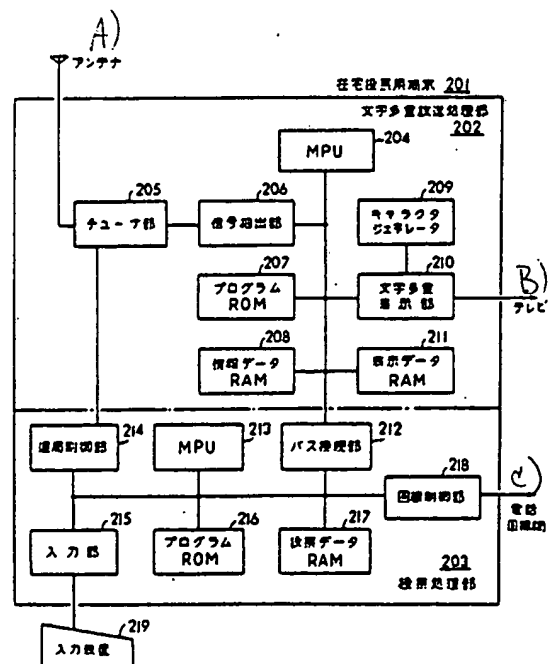 A)
アンテナ
在宅投票用端末 201
文字多重放送処理部
202
204
MPU
205
チューナ部
206
信号抽出部
209
キャラクタ
ジェネレータ
207
プログラム
ROM
210
文字多重
表示部
B)
テレビ
208
情報データ
RAM
211
表示データ
RAM
214
選局制御部
213
MPU
212
バス接続部
218
回線制御部
C)
電話
回線網
215
入力部
216
プログラム
ROM
217
投票データ
RAM
203
投票処理部
219
入力装置